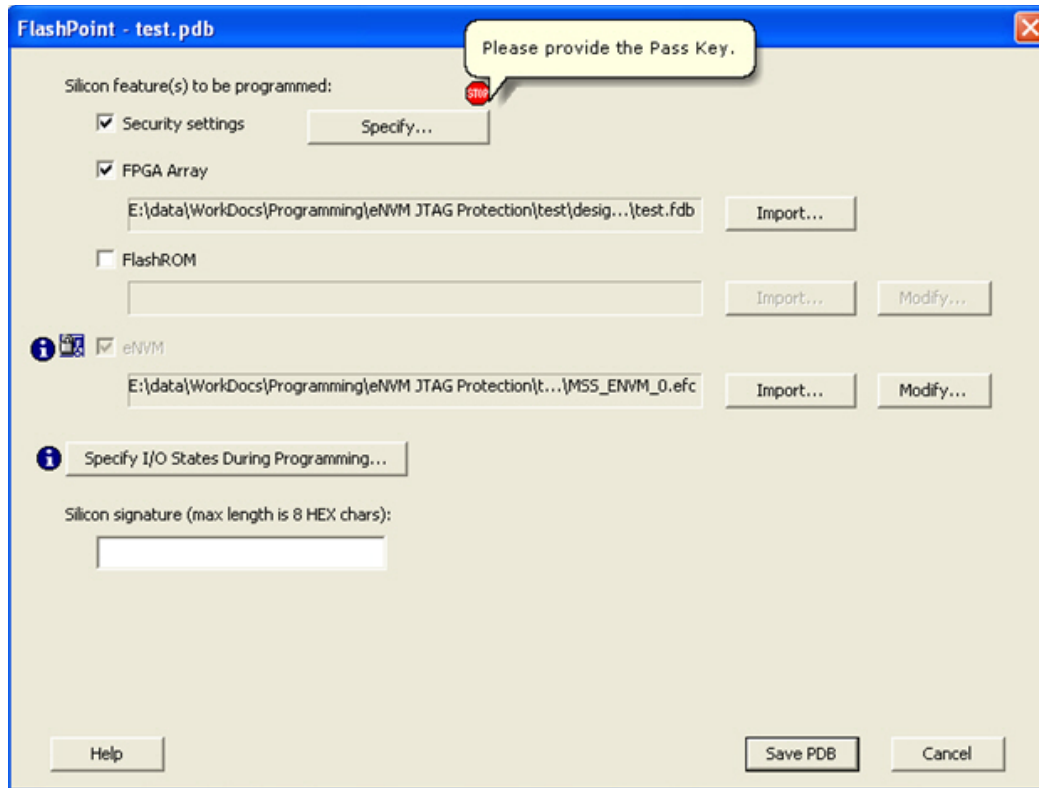 FlashPoint - test.pdb
Please provide the Pass Key.
Silicon feature(s) to be programmed:
STOP
Security settings
Specify...
FPGA Array
E:\data\WorkDocs\Programming\eNVM JTAG Protection\test\desig...\test.fdb
Import...
FlashROM
Import...
Modify...
eNVM
E:\data\WorkDocs\Programming\eNVM JTAG Protection\t...\MSS_ENVM_0.efc
Import...
Modify...
Specify I/O States During Programming...
Silicon signature (max length is 8 HEX chars):
Help
Save PDB
Cancel